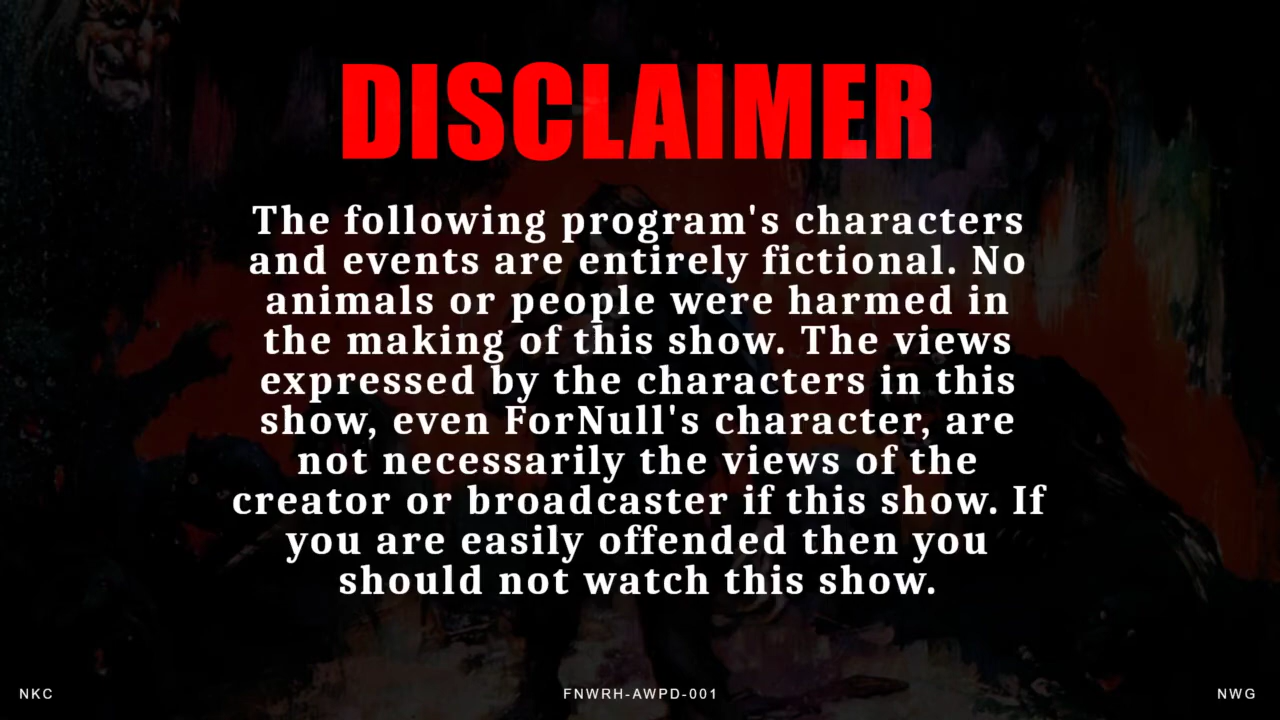 DISCLAIMER
The following program's characters
and events are entirely fictional. No
animals or people were harmed in
the making of this show. The views
expressed by the characters in this
show, even ForNull's character, are
not necessarily the views of the
creator or broadcaster if this show. If
you are easily offended then you
should not watch this show.
NKC
FNWRH-AWPD-001
NWG